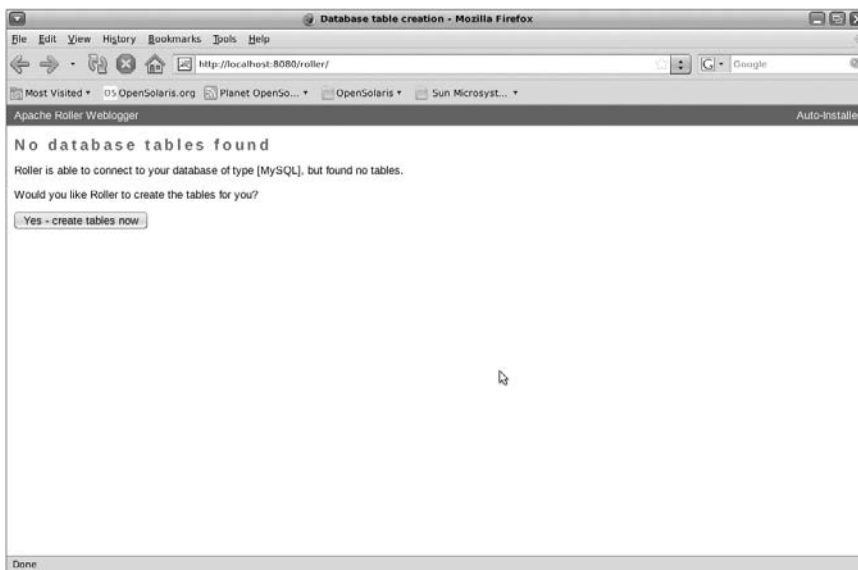 Database table creation - Mozilla Firefox
File Edit View History Bookmarks Tools Help
http://localhost:8080/roller/
Google
Most Visited OpenSolaris.org Planet OpenSo... OpenSolaris Sun Microsyst...
Apache Roller Weblogger Auto-Installe
No database tables found
Roller is able to connect to your database of type [MySQL], but found no tables.
Would you like Roller to create the tables for you?
Yes - create tables now
Done